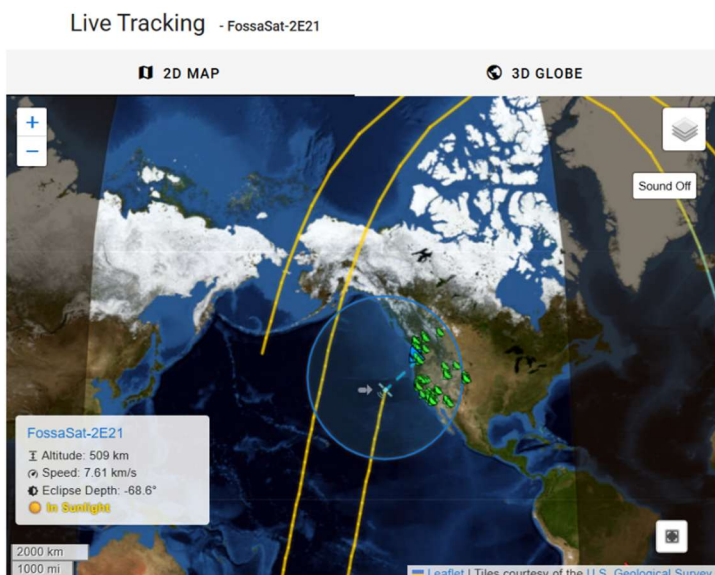 Live Tracking - FossaSat-2E21
2D MAP
3D GLOBE
+
−
Sound Off
FossaSat-2E21
Altitude: 509 km
Speed: 7.61 km/s
Eclipse Depth: -68.6°
In Sunlight
2000 km
1000 mi
Leaflet | Tiles courtesy of the U.S. Geological Survey